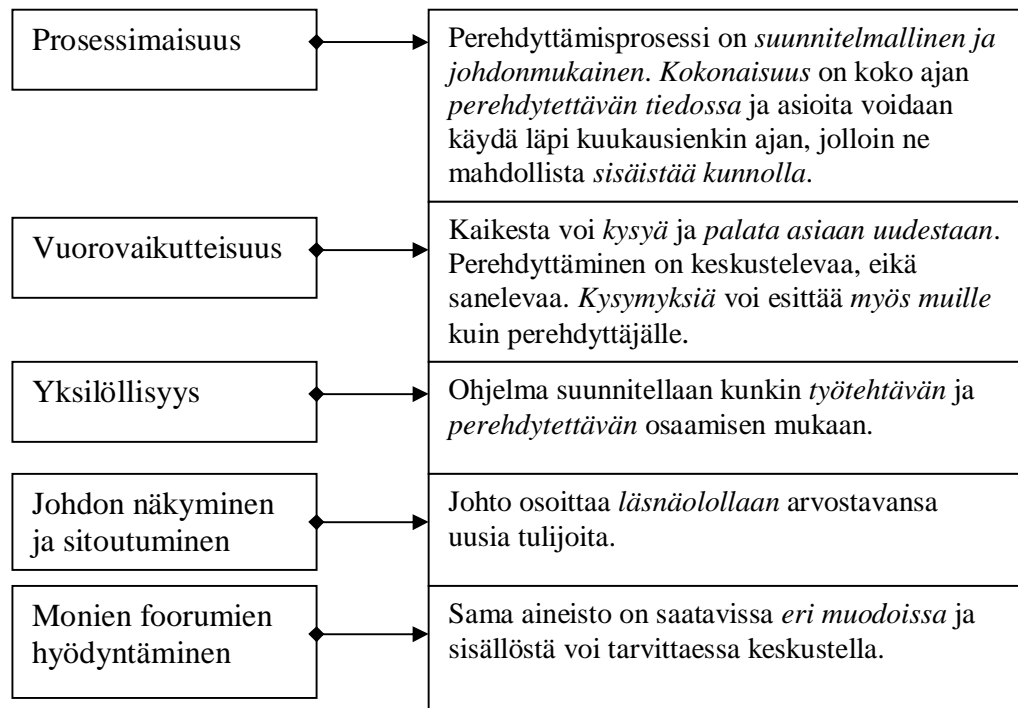 Prosessimaisuus
Perehdyttämisprosessi on suunnitelmallinen ja
johdonmukainen. Kokonaisuus on koko ajan
perehdytettävän tiedossa ja asioita voidaan
käydä läpi kuukausienkin ajan, jolloin ne
mahdollista sisäistää kunnolla.
Vuorovaikutteisuus
Kaikesta voi kysyä ja palata asiaan uudestaan.
Perehdyttäminen on keskustelevaa, eikä
sanelevaa. Kysymyksiä voi esittää myös muille
kuin perehdyttäjälle.
Yksilöllisyys
Ohjelma suunnitellaan kunkin työtehtävän ja
perehdytettävän osaamisen mukaan.
Johdon näkyminen
ja sitoutuminen
Johto osoittaa läsnäolollaan arvostavansa
uusia tulijoita.
Monien foorumien
hyödyntäminen
Sama aineisto on saatavissa eri muodoissa ja
sisällöstä voi tarvittaessa keskustella.